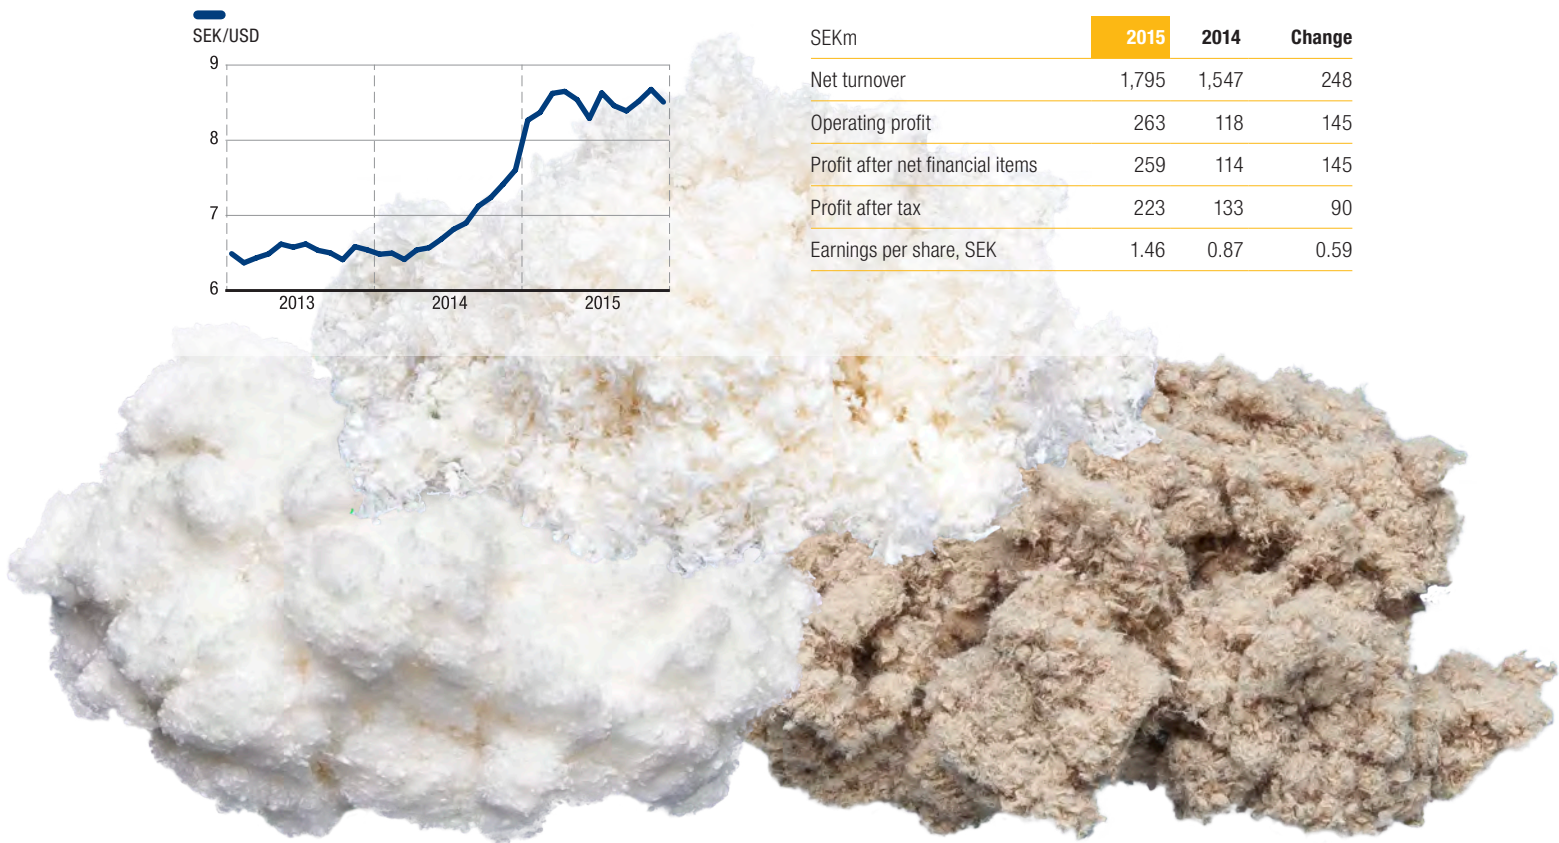 SEK/USD
9
8
7
6
2013 2014 2015
SEKm 2015 2014 Change
Net turnover 1,795 1,547 248
Operating profit 263 118 145
Profit after net financial items 259 114 145
Profit after tax 223 133 90
Earnings per share, SEK 1.46 0.87 0.59